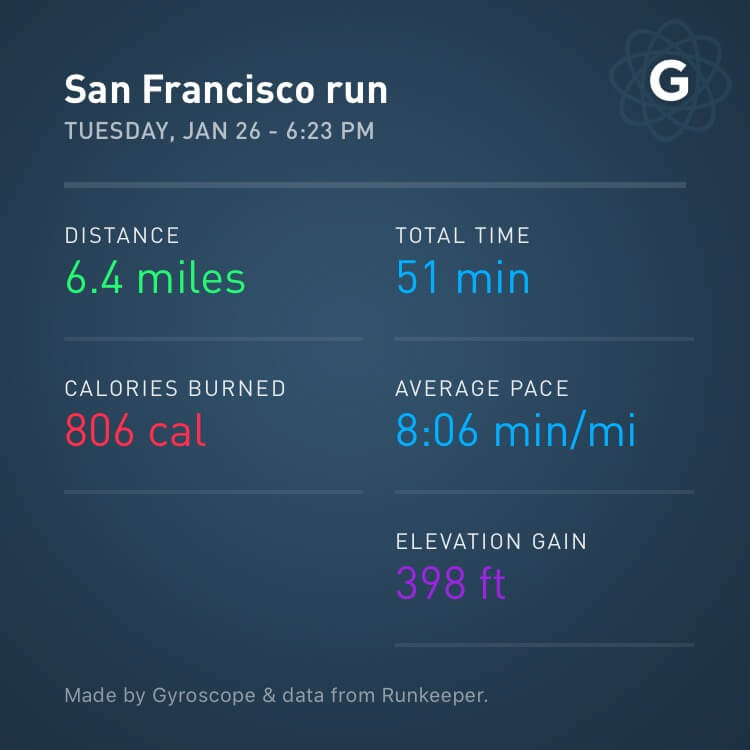 San Francisco run
G
TUESDAY, JAN 26 - 6:23 PM
DISTANCE
6.4 miles
TOTAL TIME
51 min
CALORIES BURNED
806 cal
AVERAGE PACE
8:06 min/mi
ELEVATION GAIN
398 ft
Made by Gyroscope & data from Runkeeper.